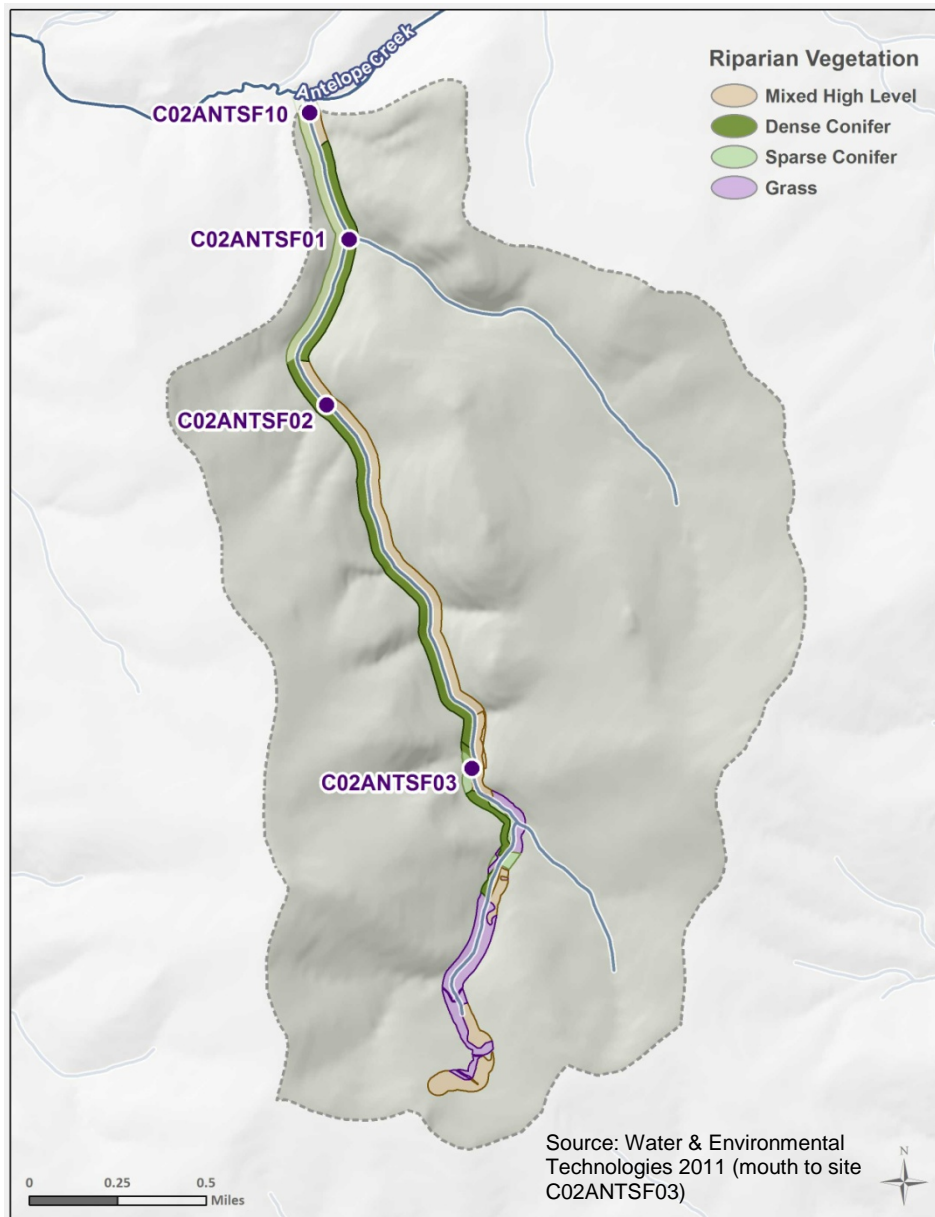 Antelope Creek
Riparian Vegetation
Mixed High Level
Dense Conifer
Sparse Conifer
Grass
C02ANTSF10
C02ANTSF01
C02ANTSF02
C02ANTSF03
Source: Water & Environmental
Technologies 2011 (mouth to site
C02ANTSF03)
N
0 0.25 0.5
Miles